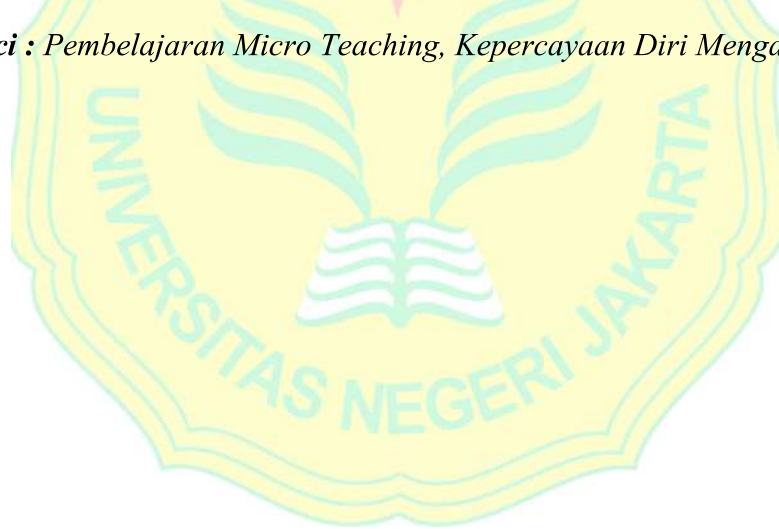 ci : Pembelajaran Micro Teaching, Kepercayaan Diri Menga
UNIVERSITAS NEGERI JAKARTA